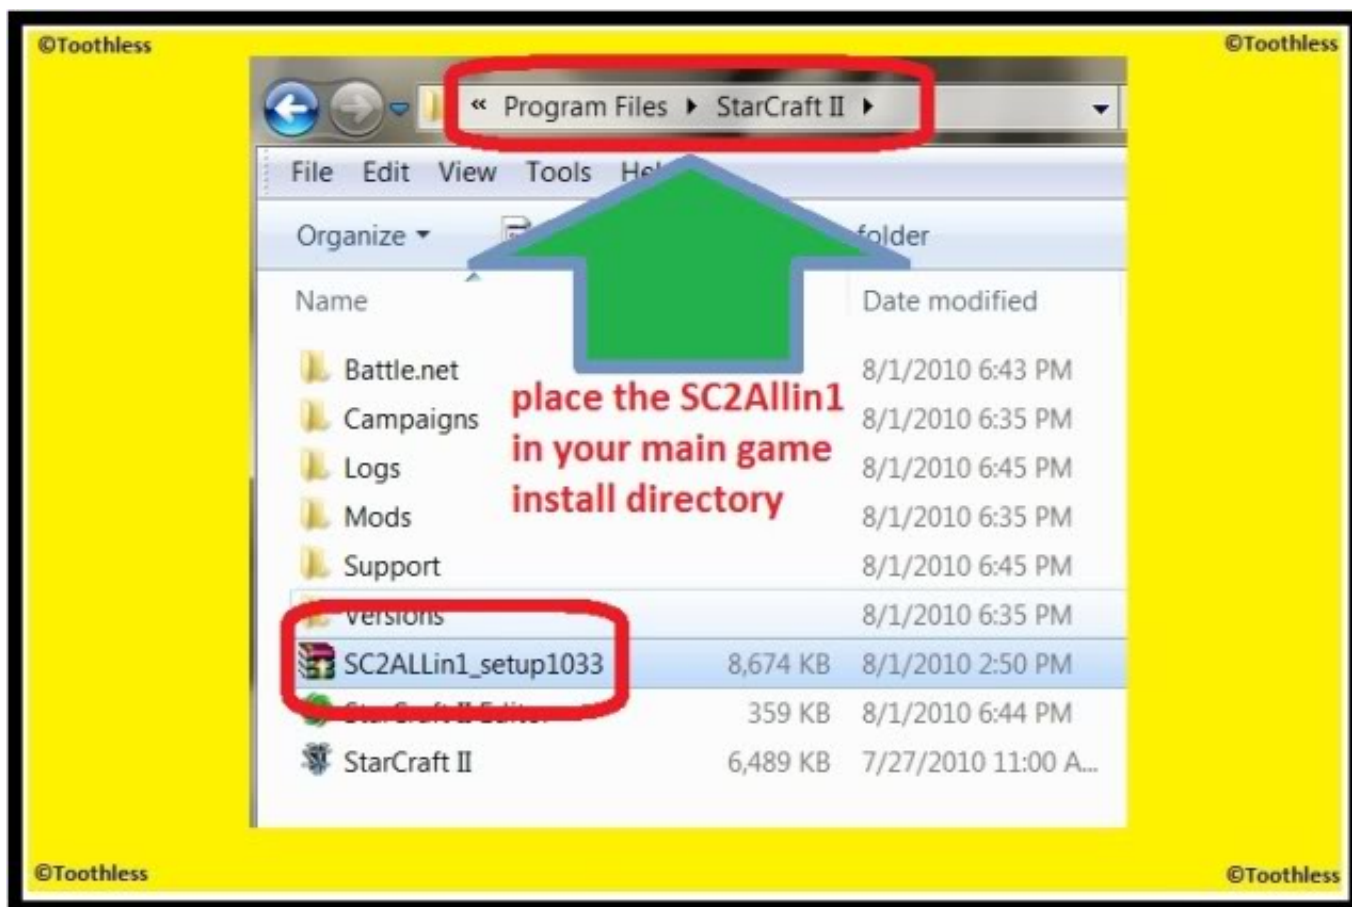 ©Toothless
©Toothless
« Program Files ▸ StarCraft II ▸
File Edit View Tools
Organize ▾ folder
Name Date modified
Battle.net 8/1/2010 6:43 PM
Campaigns 8/1/2010 6:35 PM
Logs 8/1/2010 6:45 PM
Mods 8/1/2010 6:35 PM
Support 8/1/2010 6:45 PM
Versions 8/1/2010 6:35 PM
SC2ALLin1_setup1033 8,674 KB 8/1/2010 2:50 PM
StarCraft II Editor 359 KB 8/1/2010 6:44 PM
StarCraft II 6,489 KB 7/27/2010 11:00 A...
place the SC2Allin1
in your main game
install directory
©Toothless
©Toothless